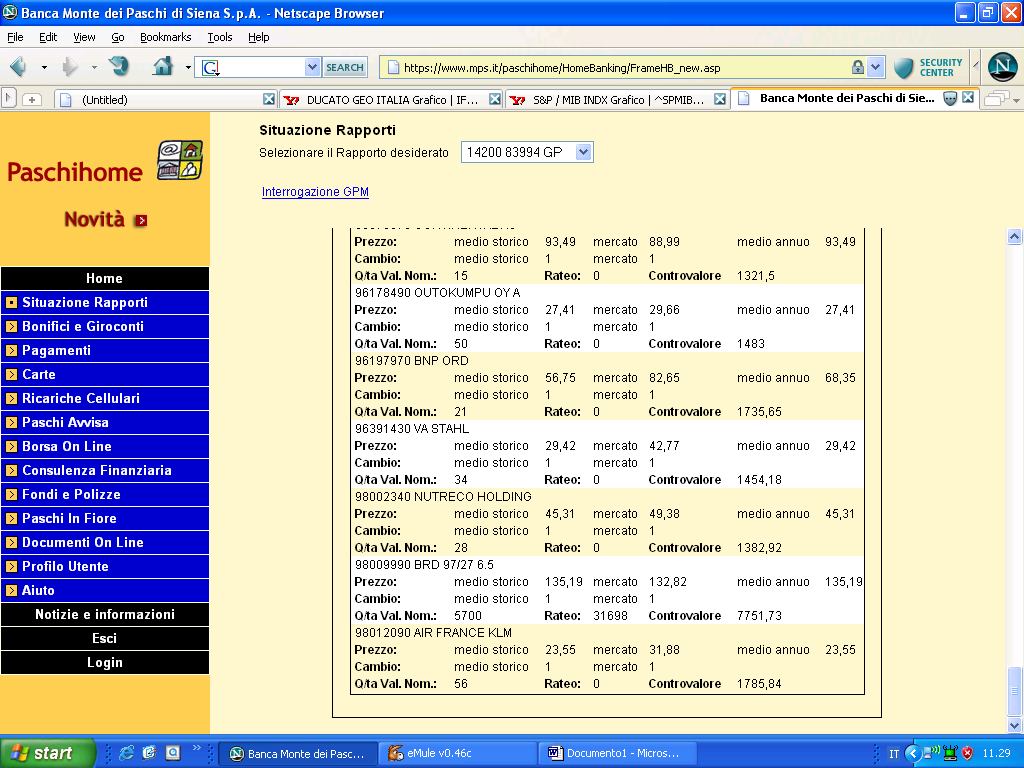 Banca Monte dei Paschi di Siena S.p.A. - Netscape Browser
File Edit View Go Bookmarks Tools Help
SEARCH
https://www.mps.it/paschihome/HomeBanking/FrameHB_new.asp
SECURITY CENTER
(Untitled)
DUCATO GEO ITALIA Grafico | IF...
S&P / MIB INDX Grafico | ^SPMIB...
Banca Monte dei Paschi di Sie...
Paschihome
Novità
Home
Situazione Rapporti
Bonifici e Giroconti
Pagamenti
Carte
Ricariche Cellulari
Paschi Avvisa
Borsa On Line
Consulenza Finanziaria
Fondi e Polizze
Paschi In Fiore
Documenti On Line
Profilo Utente
Aiuto
Notizie e informazioni
Esci
Login
Situazione Rapporti
Selezionare il Rapporto desiderato 14200 83994 GP
Interrogazione GPM
Prezzo: medio storico 93,49 mercato 88,99 medio annuo 93,49
Cambio: medio storico 1 mercato 1
Q/ta Val. Nom.: 15 Rateo: 0 Controvalore 1321,5
96178490 OUTOKUMPU OY A
Prezzo: medio storico 27,41 mercato 29,66 medio annuo 27,41
Cambio: medio storico 1 mercato 1
Q/ta Val. Nom.: 50 Rateo: 0 Controvalore 1483
96197970 BNP ORD
Prezzo: medio storico 56,75 mercato 82,65 medio annuo 68,35
Cambio: medio storico 1 mercato 1
Q/ta Val. Nom.: 21 Rateo: 0 Controvalore 1735,65
96391430 VA STAHL
Prezzo: medio storico 29,42 mercato 42,77 medio annuo 29,42
Cambio: medio storico 1 mercato 1
Q/ta Val. Nom.: 34 Rateo: 0 Controvalore 1454,18
98002340 NUTRECO HOLDING
Prezzo: medio storico 45,31 mercato 49,38 medio annuo 45,31
Cambio: medio storico 1 mercato 1
Q/ta Val. Nom.: 28 Rateo: 0 Controvalore 1382,92
98009990 BRD 97/27 6.5
Prezzo: medio storico 135,19 mercato 132,82 medio annuo 135,19
Cambio: medio storico 1 mercato 1
Q/ta Val. Nom.: 5700 Rateo: 31698 Controvalore 7751,73
98012090 AIR FRANCE KLM
Prezzo: medio storico 23,55 mercato 31,88 medio annuo 23,55
Cambio: medio storico 1 mercato 1
Q/ta Val. Nom.: 56 Rateo: 0 Controvalore 1785,84
start
Banca Monte dei Pasc...
eMule v0.46c
Documento1 - Micros...
IT
11.29